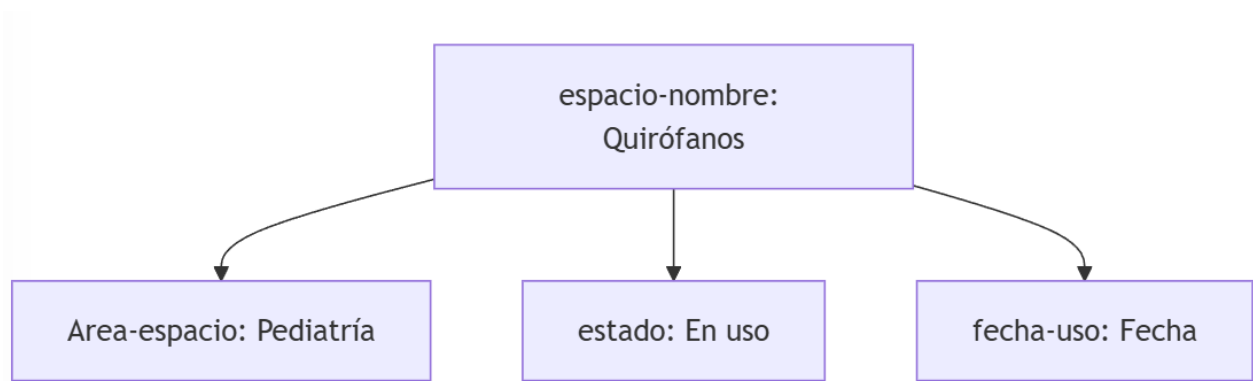 espacio-nombre:
Quirófanos
Area-espacio: Pediatría
estado: En uso
fecha-uso: Fecha